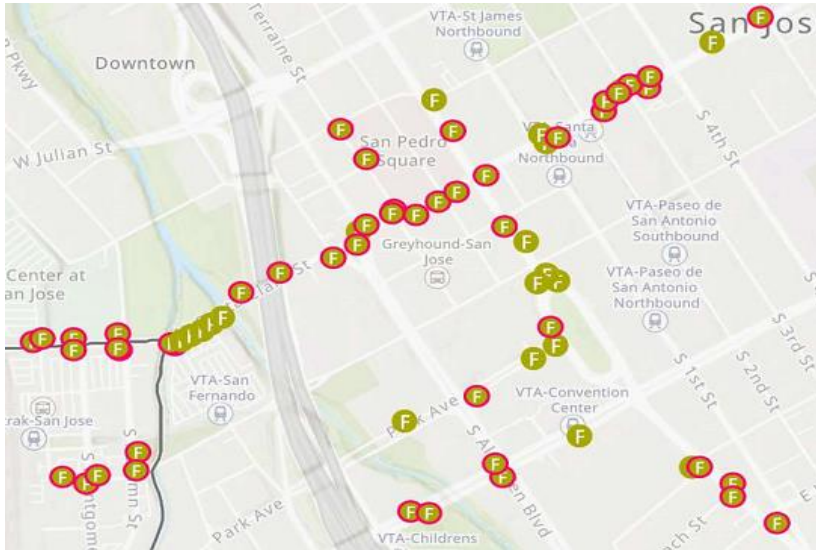 San Jos
Downtown
VTA-St James
Northbound
Terraine St
Pkwy
W Julian St
San Pedro
Square
VTA-Santa
Northbound
S 4th St
VTA-Paseo de
San Antonio
Southbound
Greyhound-San
Jose
VTA-Paseo de
San Antonio
Northbound
Center at
an Jose
S 3rd St
S 2nd St
S 1st St
VTA-San
Fernando
VTA-Convention
Center
Park Ave
trak-San Jose
Park Ave
VTA-Childrens
F